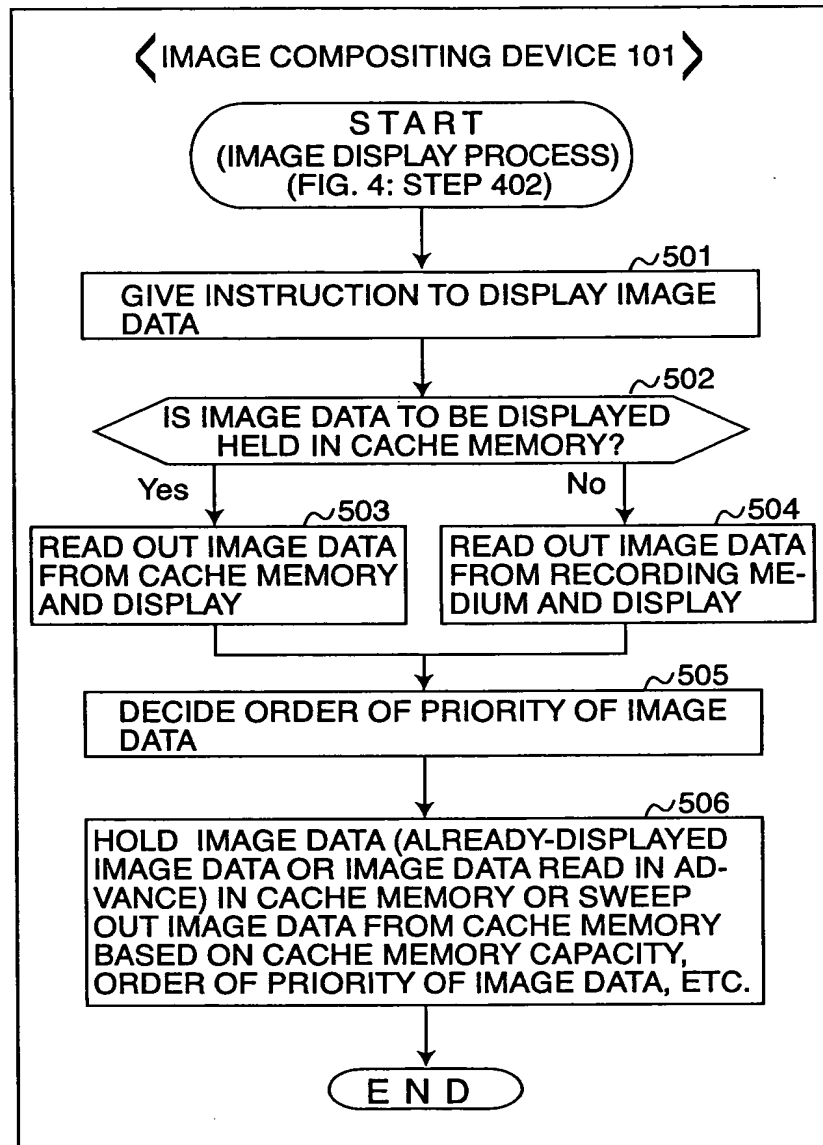 <IMAGE COMPOSITING DEVICE 101>
START
(IMAGE DISPLAY PROCESS)
(FIG. 4: STEP 402)
501
GIVE INSTRUCTION TO DISPLAY IMAGE
DATA
502
IS IMAGE DATA TO BE DISPLAYED
HELD IN CACHE MEMORY?
Yes
No
503
READ OUT IMAGE DATA
FROM CACHE MEMORY
AND DISPLAY
504
READ OUT IMAGE DATA
FROM RECORDING ME-
DIUM AND DISPLAY
505
DECIDE ORDER OF PRIORITY OF IMAGE
DATA
506
HOLD IMAGE DATA (ALREADY-DISPLAYED
IMAGE DATA OR IMAGE DATA READ IN AD-
VANCE) IN CACHE MEMORY OR SWEEP
OUT IMAGE DATA FROM CACHE MEMORY
BASED ON CACHE MEMORY CAPACITY,
ORDER OF PRIORITY OF IMAGE DATA, ETC.
END